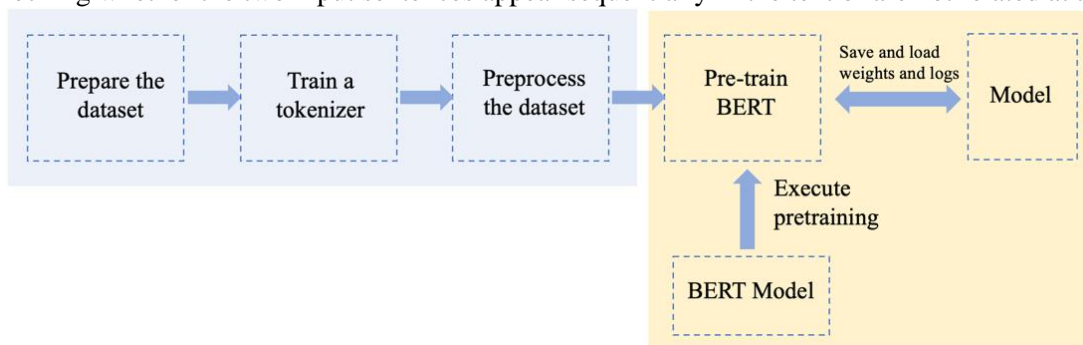 Prepare the
dataset
Train a
tokenizer
Preprocess
the dataset
Pre-train
BERT
Save and load
weights and logs
Model
Execute
pretraining
BERT Model